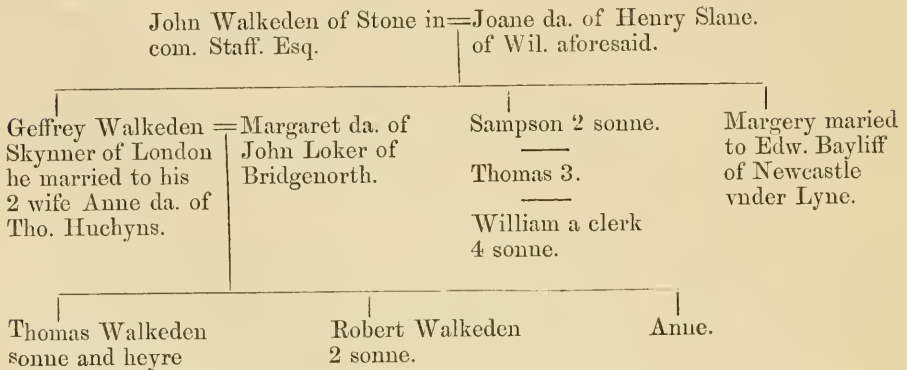 John Walkeden of Stone in=Joane da. of Henry Slane.
com. Staff. Esq.
of Wil. aforesaid.
Geffrey Walkeden =
Skynner of London
he married to his
2 wife Anne da. of
Tho. Huchyns.
Margaret da. of
John Loker of
Bridgenorth.
Sampson 2 sonne.
Thomas 3.
William a clerk
4 sonne.
Margery maried
to Edw. Bayliff
of Newcastle
vnder Lyne.
Thomas Walkeden
sonne and heyre
Robert Walkeden
2 sonne.
Anne.